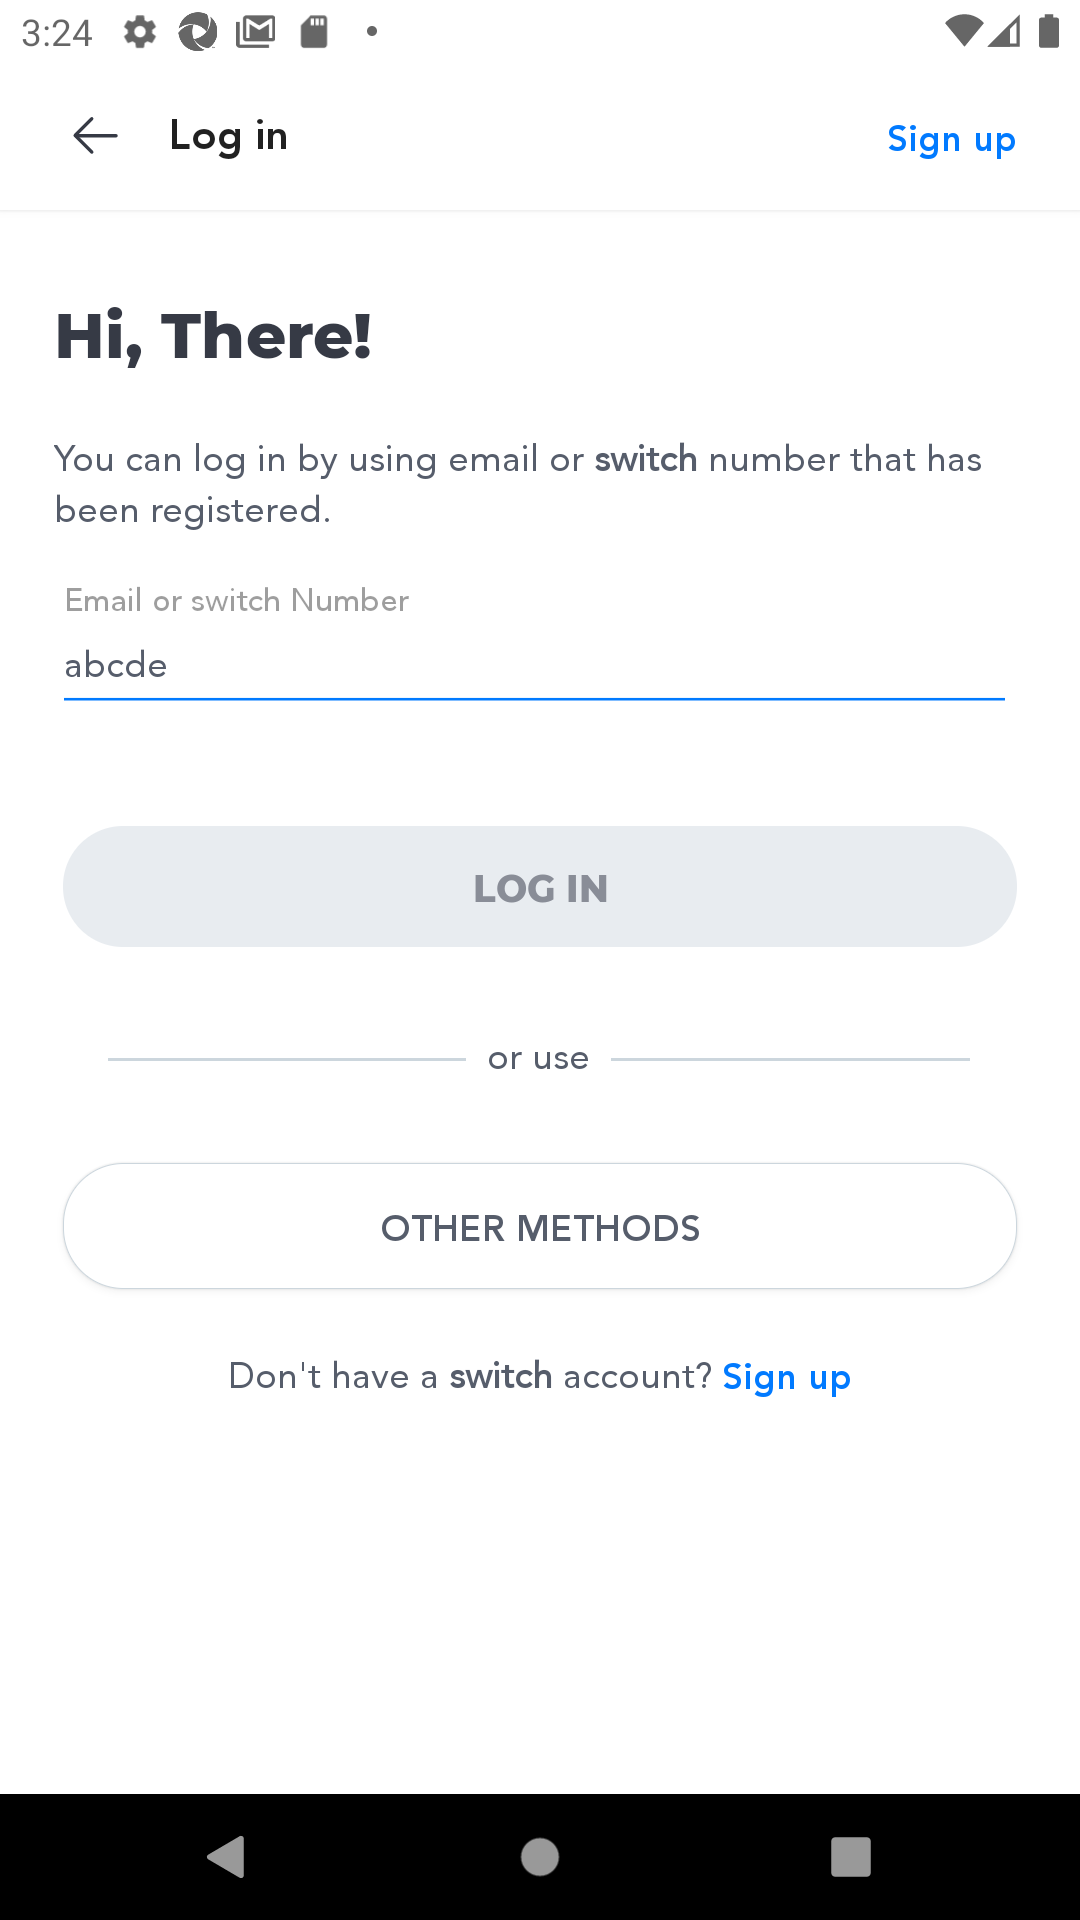 3:24
Log in
Sign up
Hi, There!
You can log in by using email or switch number that has
been registered.
Email or switch Number
abcde
LOG IN
or use
OTHER METHODS
Don't have a switch account? Sign up